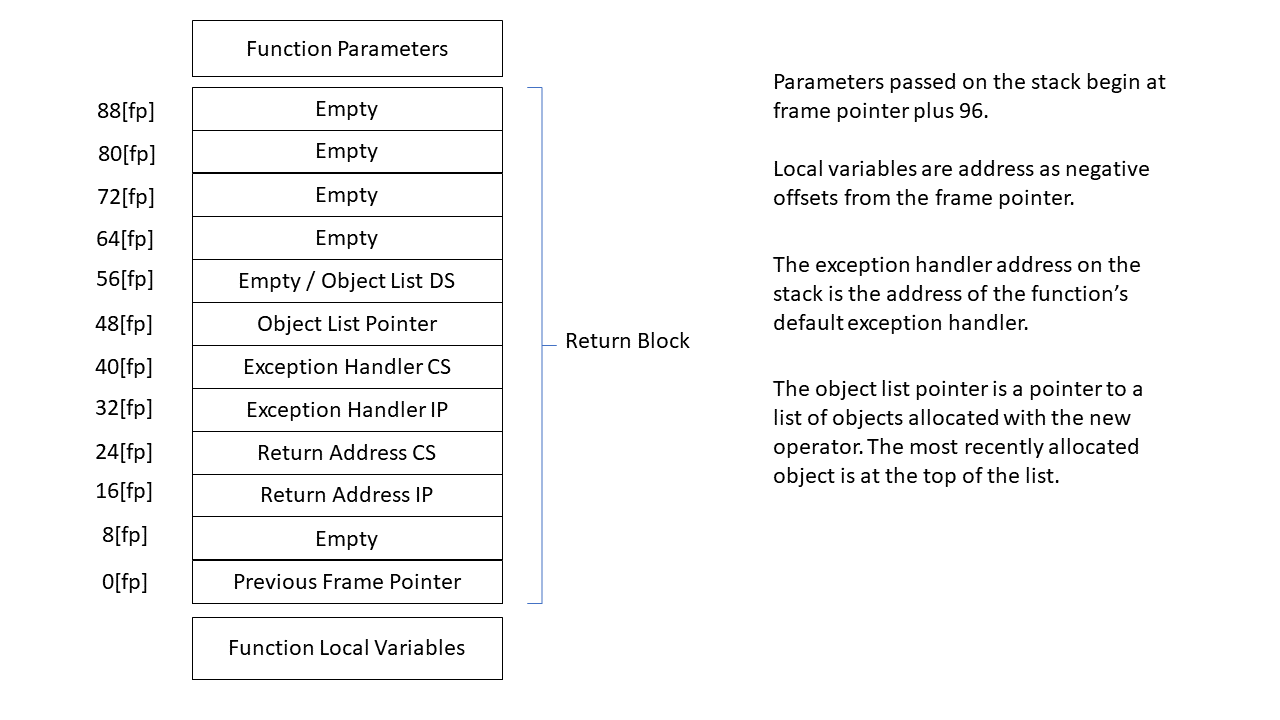 Function Parameters
88[fp] Empty
80[fp] Empty
72[fp] Empty
64[fp] Empty
56[fp] Empty / Object List DS
48[fp] Object List Pointer
40[fp] Exception Handler CS
32[fp] Exception Handler IP
24[fp] Return Address CS
16[fp] Return Address IP
8[fp] Empty
0[fp] Previous Frame Pointer
Function Local Variables
Return Block
Parameters passed on the stack begin at
frame pointer plus 96.
Local variables are address as negative
offsets from the frame pointer.
The exception handler address on the
stack is the address of the function’s
default exception handler.
The object list pointer is a pointer to a
list of objects allocated with the new
operator. The most recently allocated
object is at the top of the list.